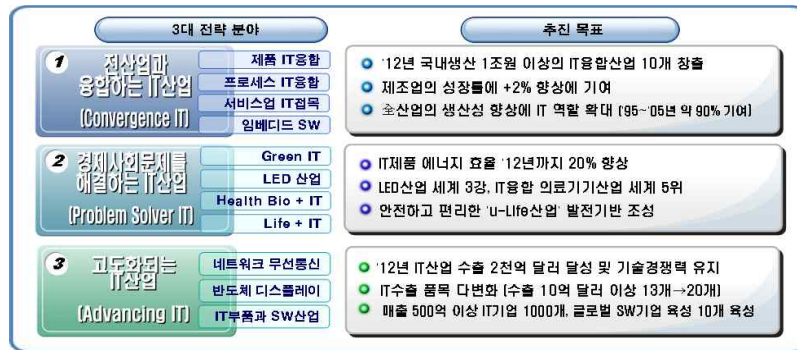 3대 전략 분야
추진 목표
1
전산업과
융합하는 IT산업
(Convergence IT)
제품 IT융합
프로세스 IT융합
서비스업 IT접목
임베디드 SW
'12년 국내생산 1조원 이상의 IT융합산업 10개 창출
제조업의 성장률에 +2% 향상에 기여
全산업의 생산성 향상에 IT 역할 확대 ('95~'05년 약 90% 기여)
2
경제사회문제를
해결하는 IT산업
(Problem Solver IT)
Green IT
LED 산업
Health Bio + IT
Life + IT
IT제품 에너지 효율 '12년까지 20% 향상
LED산업 세계 3강, IT융합 의료기기산업 세계 5위
안전하고 편리한 'u-Life산업' 발전기반 조성
3
고도화되는
IT산업
(Advancing IT)
네트워크 무선통신
반도체 디스플레이
IT부품과 SW산업
'12년 IT산업 수출 2천억 달러 달성 및 기술경쟁력 유지
IT수출 품목 다변화 (수출 10억 달러 이상 13개→20개)
매출 500억 이상 IT기업 1000개, 글로벌 SW기업 육성 10개 육성